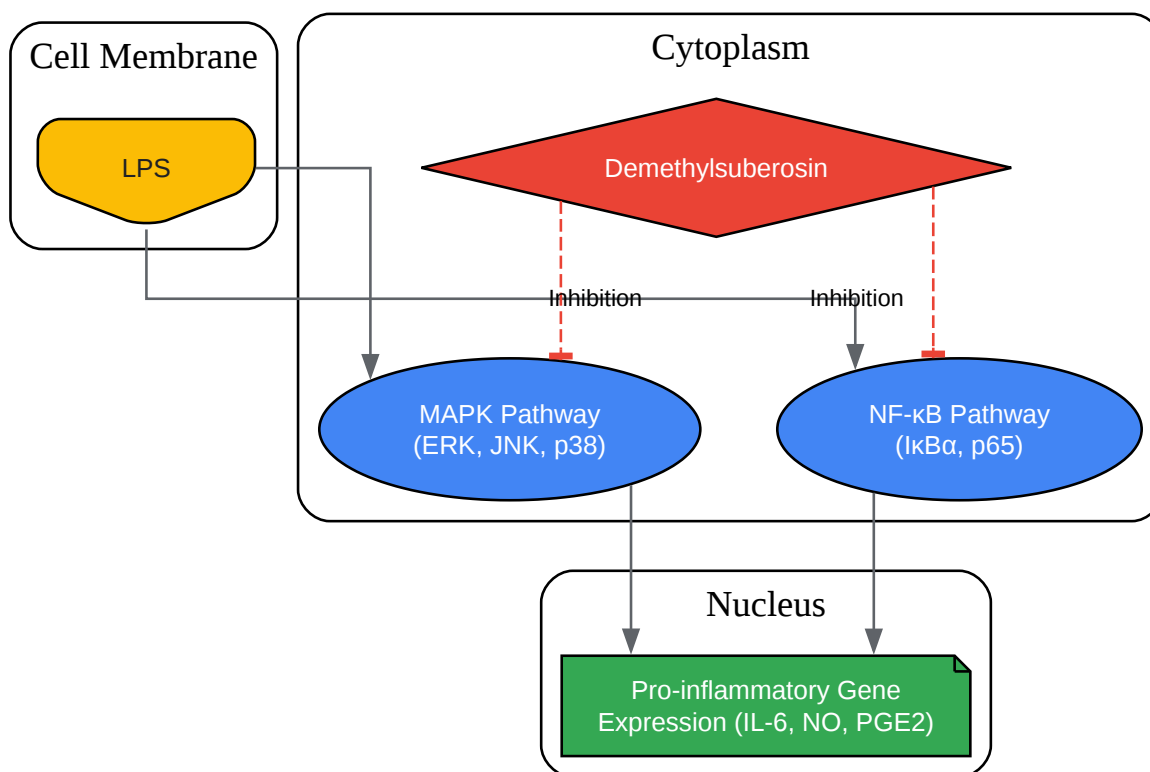 Cell Membrane
Cytoplasm
LPS
Demethylsuberosin
Inhibition
Inhibition
MAPK Pathway
(ERK, JNK, p38)
NF-κB Pathway
(IκBα, p65)
Nucleus
Pro-inflammatory Gene
Expression (IL-6, NO, PGE2)